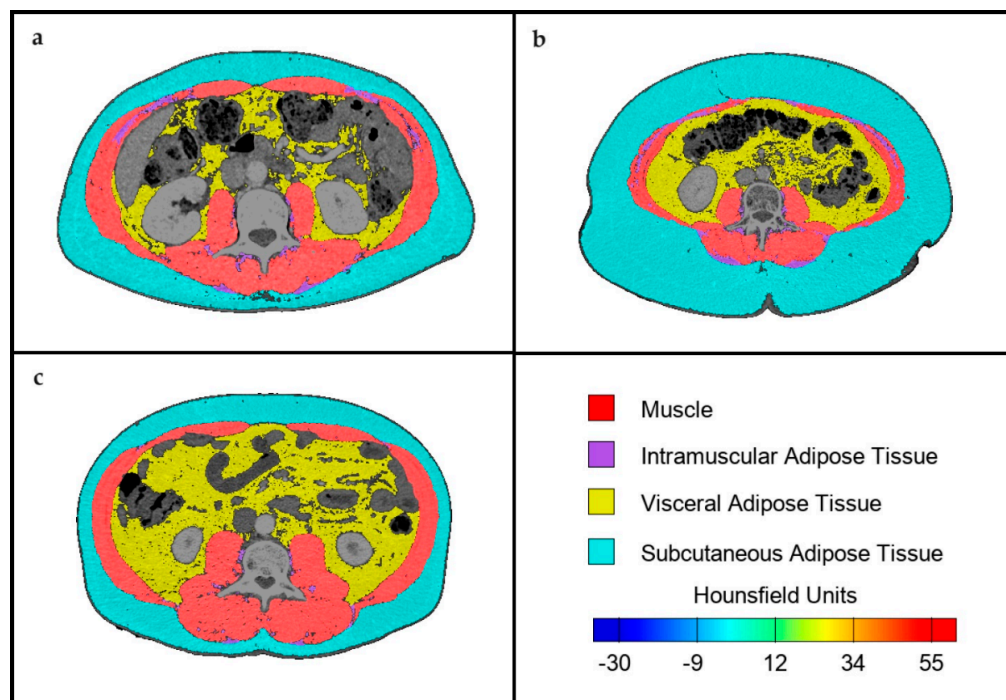 a
b
c
Muscle
Intramuscular Adipose Tissue
Visceral Adipose Tissue
Subcutaneous Adipose Tissue
Hounsfield Units
-30 -9 12 34 55